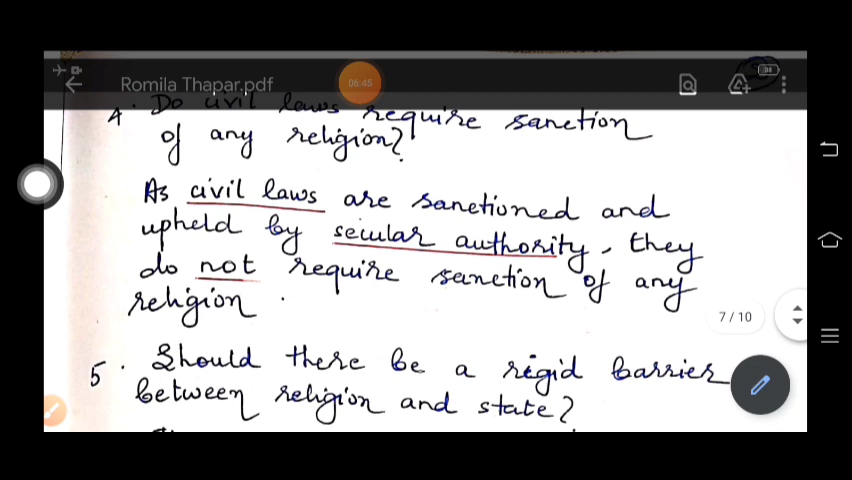 Romila Thapar.pdf
06:45
38
4. Do civil laws require sanction
of any religion?
As civil laws are sanctioned and
upheld by secular authority, they
do not require sanction of any
religion.
7 / 10
5. Should there be a rigid barrier
between religion and state?